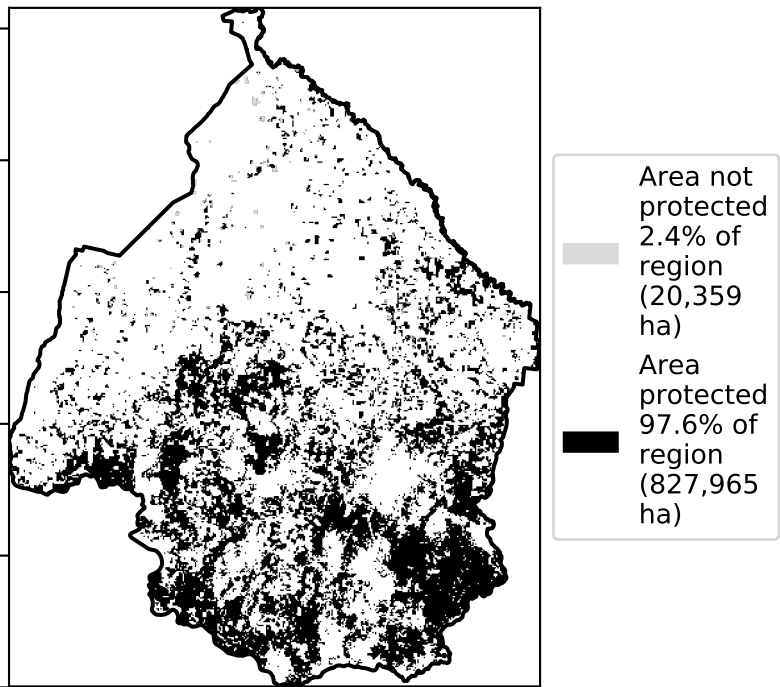 Area not
protected
2.4% of
region
(20,359
ha)
Area
protected
97.6% of
region
(827,965
ha)